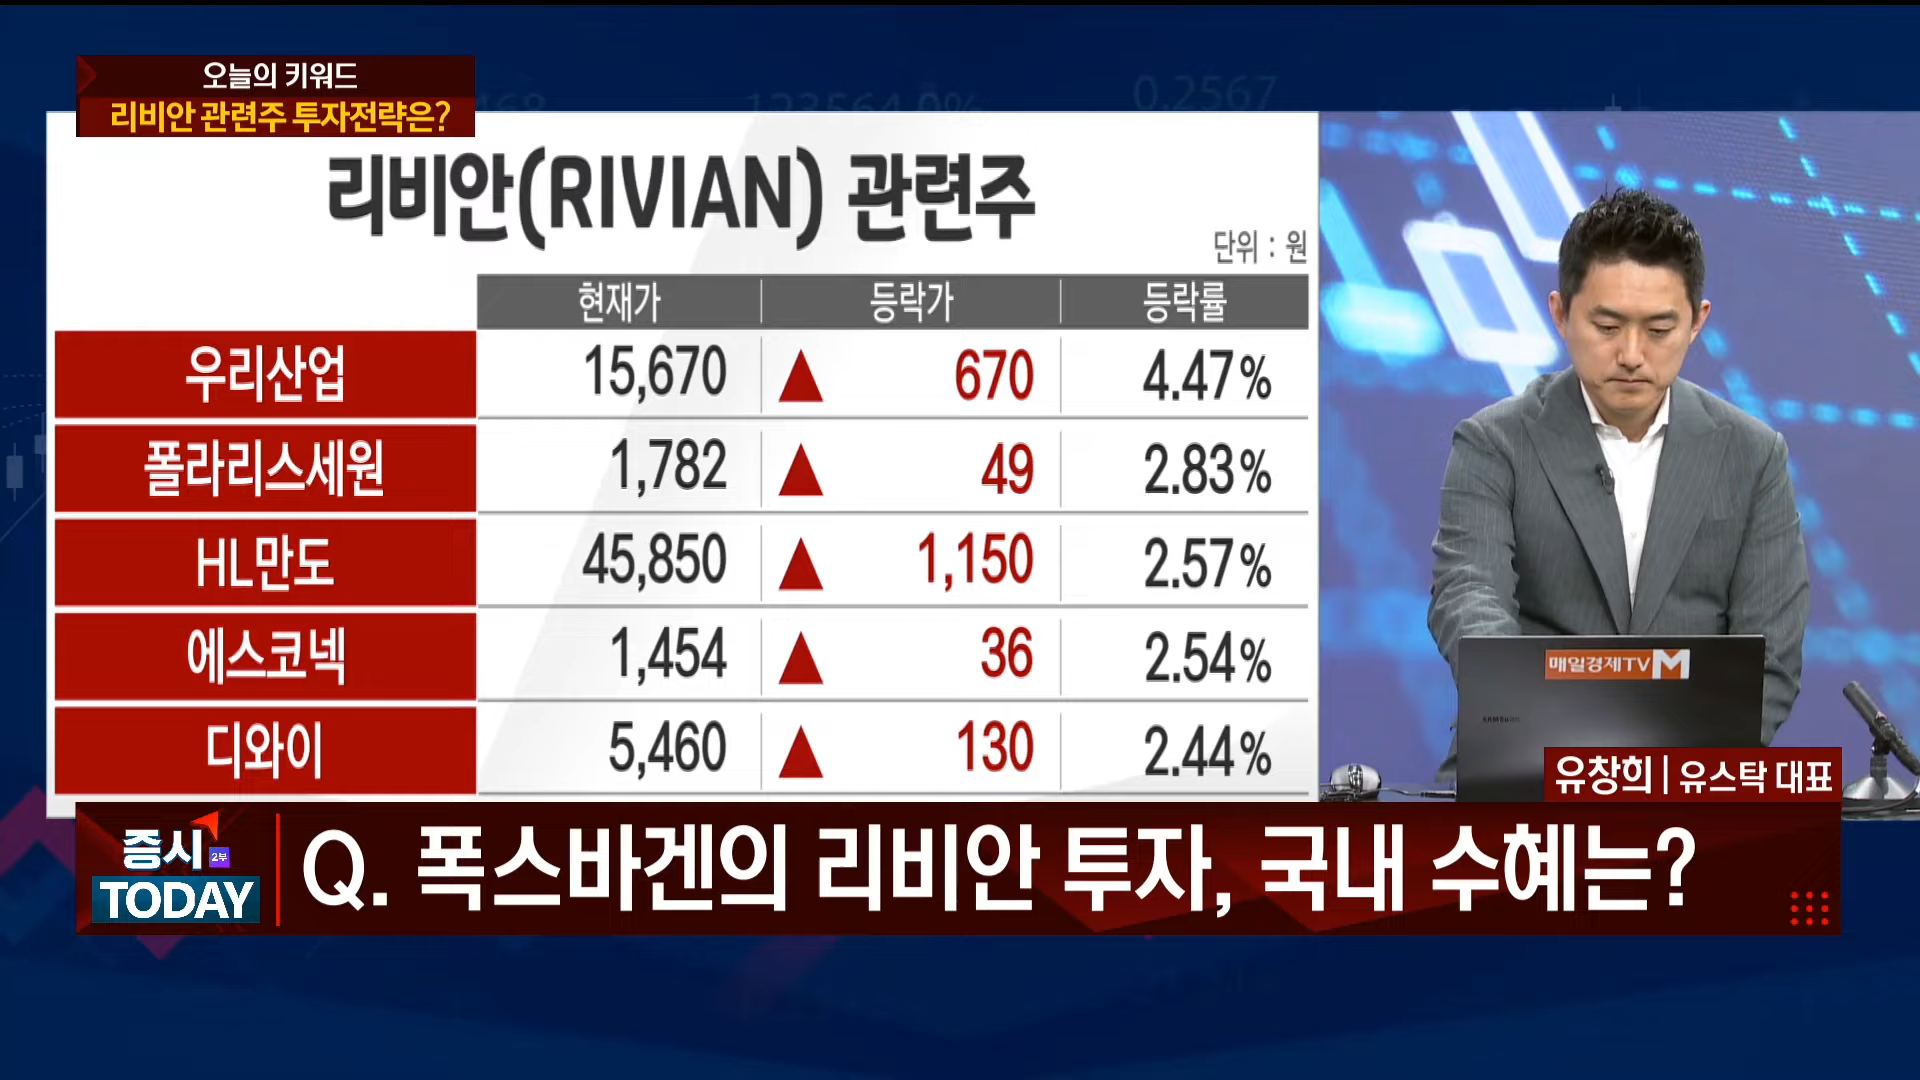 오늘의 키워드
리비안 관련주 투자전략은?
0.2567
리비안(RIVIAN) 관련주
단위 : 원
현재가 등락가 등락률
우리산업 15,670 ▲ 670 4.47%
폴라리스세원 1,782 ▲ 49 2.83%
HL만도 45,850 ▲ 1,150 2.57%
에스코넥 1,454 ▲ 36 2.54%
디와이 5,460 ▲ 130 2.44%
매일경제TV M
SAMSUNG
유창희 | 유스탁 대표
증시 2부
TODAY
Q. 폭스바겐의 리비안 투자, 국내 수혜는?